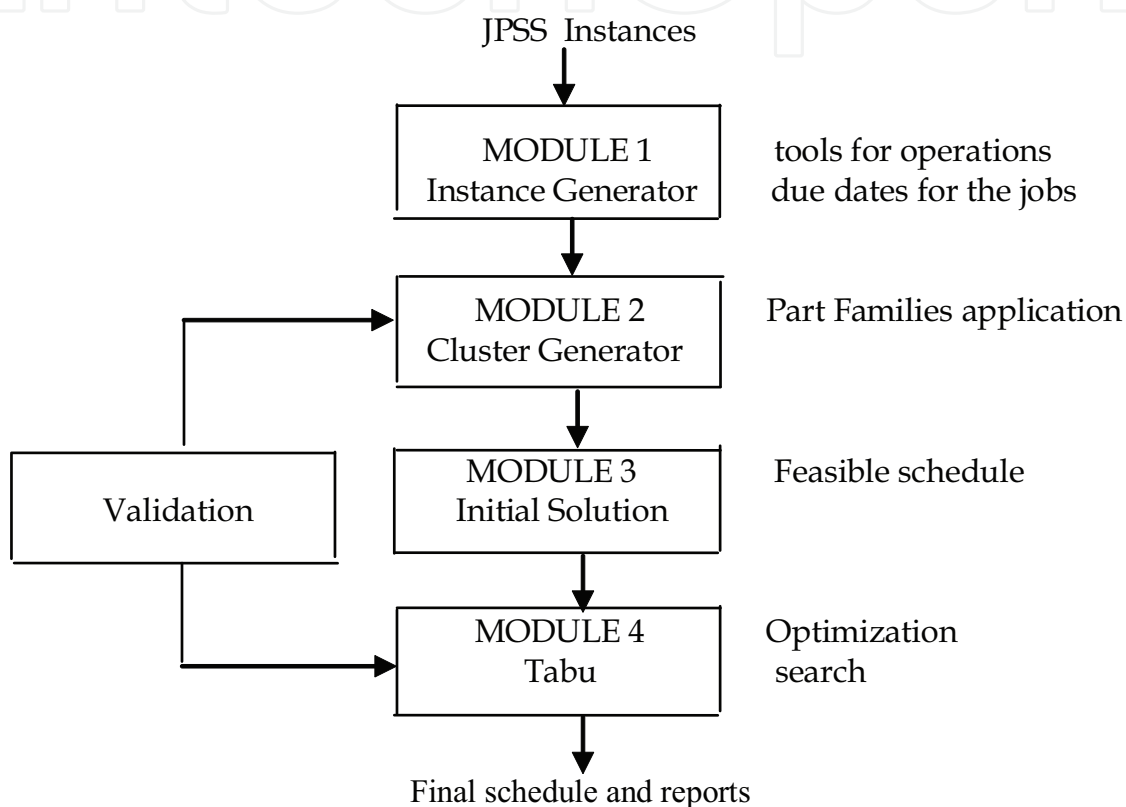 JPSS Instances
MODULE 1
Instance Generator
tools for operations
due dates for the jobs
MODULE 2
Cluster Generator
Part Families application
Validation
MODULE 3
Initial Solution
Feasible schedule
MODULE 4
Tabu
Optimization
search
Final schedule and reports